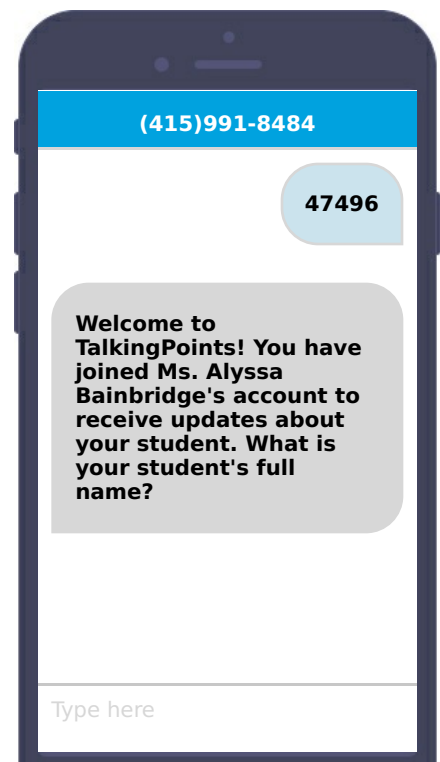 (415)991-8484
47496
Welcome to
TalkingPoints! You have
joined Ms. Alyssa
Bainbridge's account to
receive updates about
your student. What is
your student's full
name?
Type here